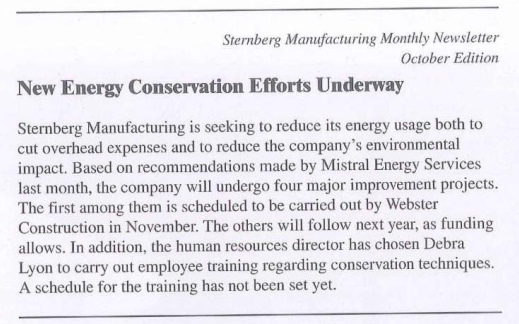 Sternberg Manufacturing Monthly Newsletter
October Edition
New Energy Conservation Efforts Underway
Sternberg Manufacturing is seeking to reduce its energy usage both to
cut overhead expenses and to reduce the company's environmental
impact. Based on recommendations made by Mistral Energy Services
last month, the company will undergo four major improvement projects.
The first among them is scheduled to be carried out by Webster
Construction in November. The others will follow next year, as funding
allows. In addition, the human resources director has chosen Debra
Lyon to carry out employee training regarding conservation techniques.
A schedule for the training has not been set yet.